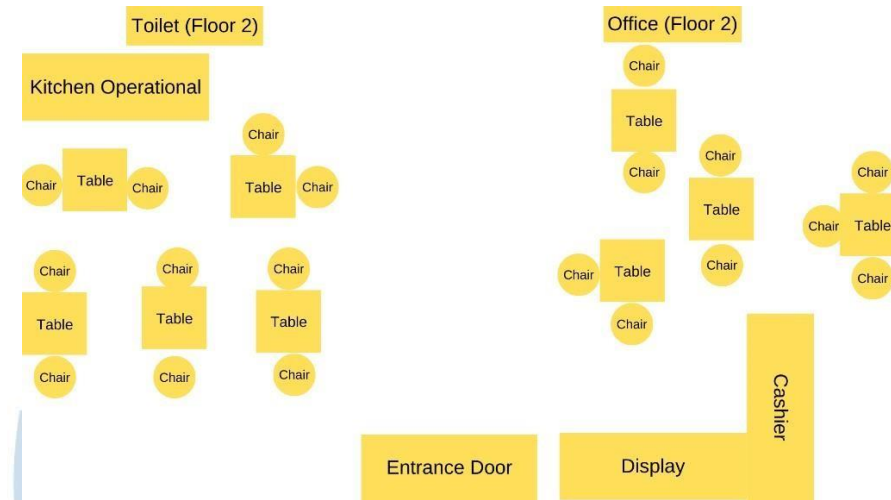 Toilet (Floor 2)
Office (Floor 2)
Kitchen Operational
Chair
Table
Chair
Chair
Table
Chair
Chair
Table
Chair
Chair
Table
Chair
Chair
Table
Chair
Chair
Table
Chair
Chair
Table
Chair
Chair
Table
Chair
Chair
Table
Chair
Chair
Chair
Table
Chair
Entrance Door
Display
Cashier